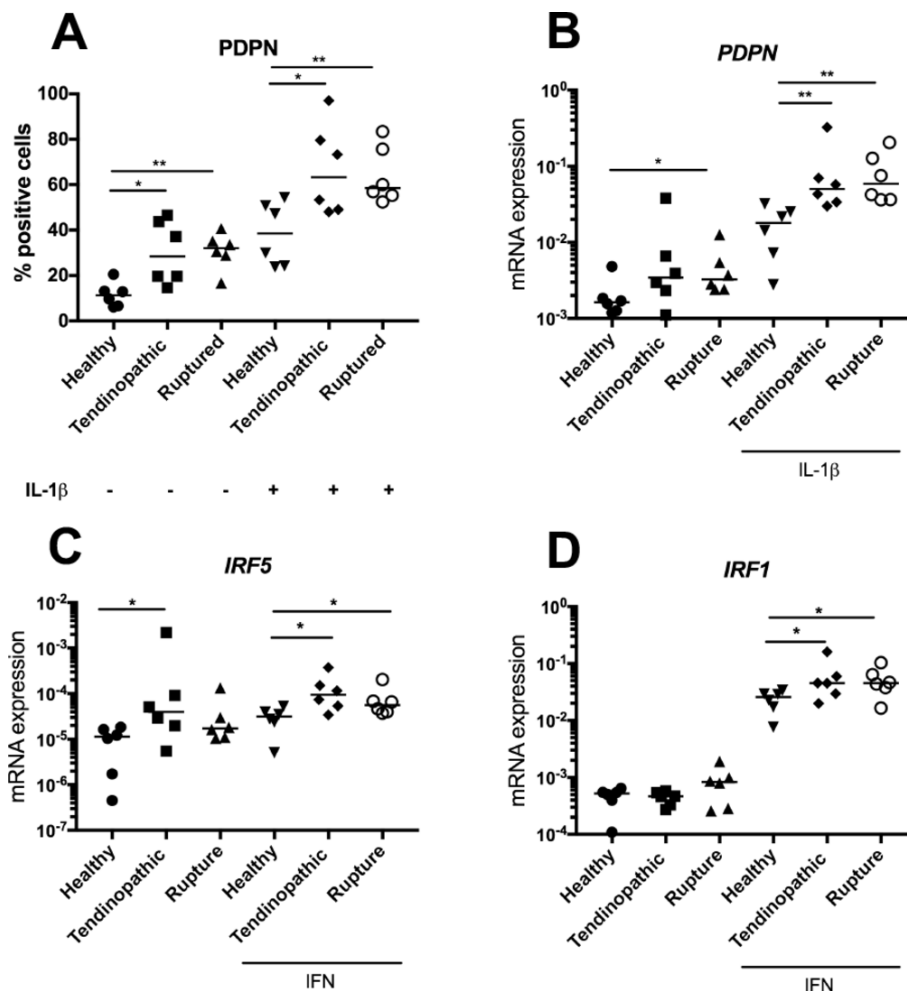 A
PDPN
% positive cells
100
80
60
40
20
0
*
**
*
**
Healthy
Tendinopathic
Ruptured
Healthy
Tendinopathic
Ruptured
IL-1β - - - + + +
B
PDPN
mRNA expression
10⁰
10⁻¹
10⁻²
10⁻³
*
**
**
Healthy
Tendinopathic
Rupture
Healthy
Tendinopathic
Rupture
IL-1β
C
IRF5
mRNA expression
10⁻²
10⁻³
10⁻⁴
10⁻⁵
10⁻⁶
10⁻⁷
*
*
*
Healthy
Tendinopathic
Rupture
Healthy
Tendinopathic
Rupture
IFN
D
IRF1
mRNA expression
10⁰
10⁻¹
10⁻²
10⁻³
10⁻⁴
*
*
Healthy
Tendinopathic
Rupture
Healthy
Tendinopathic
Rupture
IFN